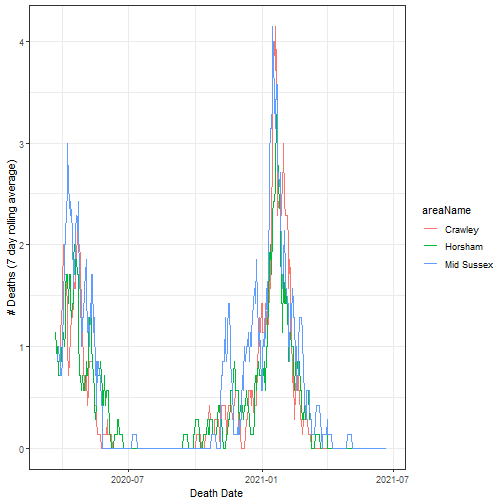 # Deaths (7 day rolling average)
4
3
2
1
0
2020-07
2021-01
2021-07
Death Date
areaName
Crawley
Horsham
Mid Sussex